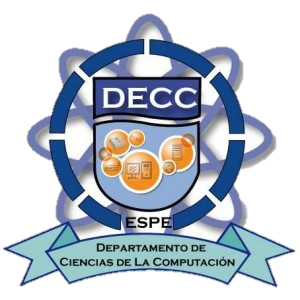 DECC
ESPE
DEPARTAMENTO DE
CIENCIAS DE LA COMPUTACIÓN